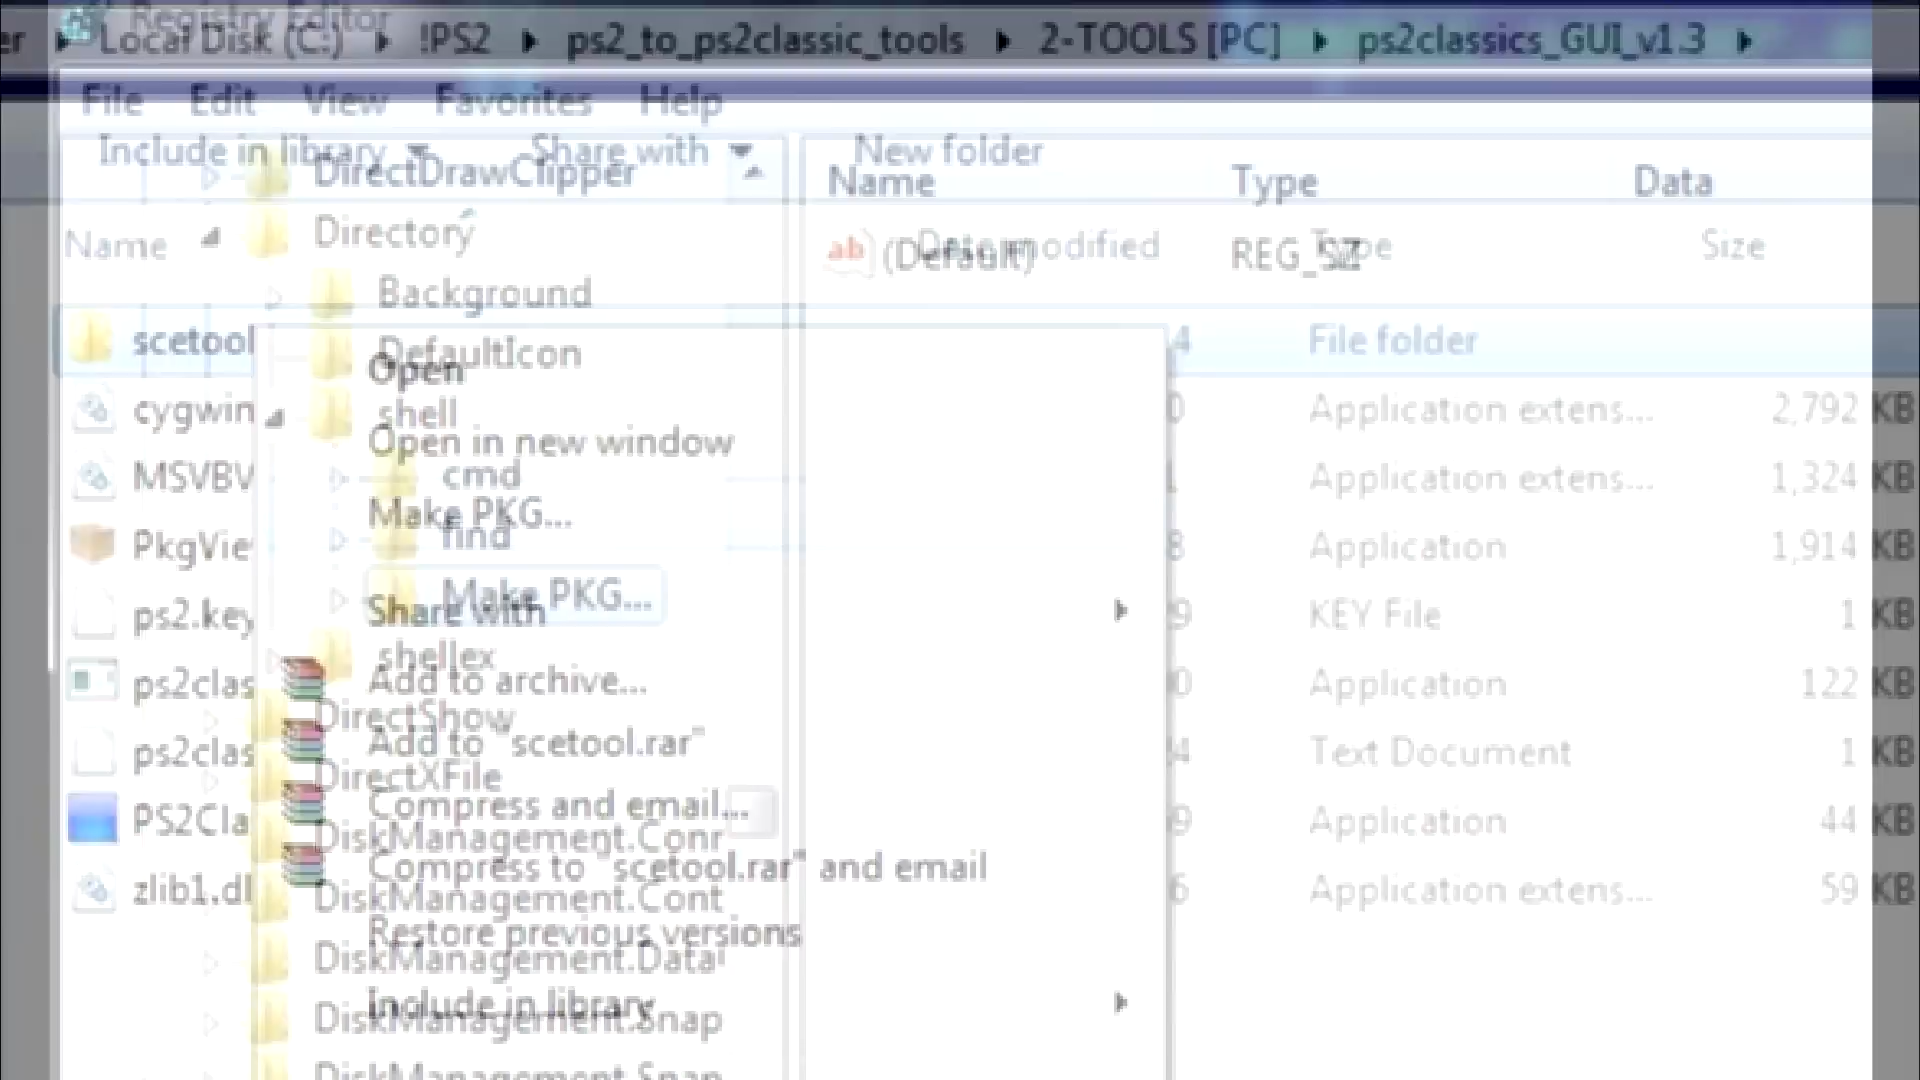 Registry Editor
er ▸ Local Disk (C:) ▸ !PS2 ▸ ps2_to_ps2classic_tools ▸ 2-TOOLS [PC] ▸ ps2classics_GUI_v1.3 ▸
File Edit View Favorites Help
Include in library Share with New folder
DirectDrawClipper
Name Type Data
Directory
Name Date modified Type Size
(Default) REG_SZ
Background
scetool File folder
DefaultIcon
Open
cygwin Application extens... 2,792 KB
shell
Open in new window
cmd
MSVBV Application extens... 1,324 KB
Make PKG...
find
PkgVie Application 1,914 KB
Make PKG...
Share with
ps2.key KEY File 1 KB
shellex
Add to archive...
ps2clas Application 122 KB
DirectShow
Add to "scetool.rar"
ps2clas Text Document 1 KB
DirectXFile
Compress and email...
PS2Cla Application 44 KB
DiskManagement.Conr
Compress to "scetool.rar" and email
zlib1.dl Application extens... 59 KB
DiskManagement.Cont
Restore previous versions
DiskManagement.Data
Include in library
DiskManagement.Snap
DiskManagement.Snap